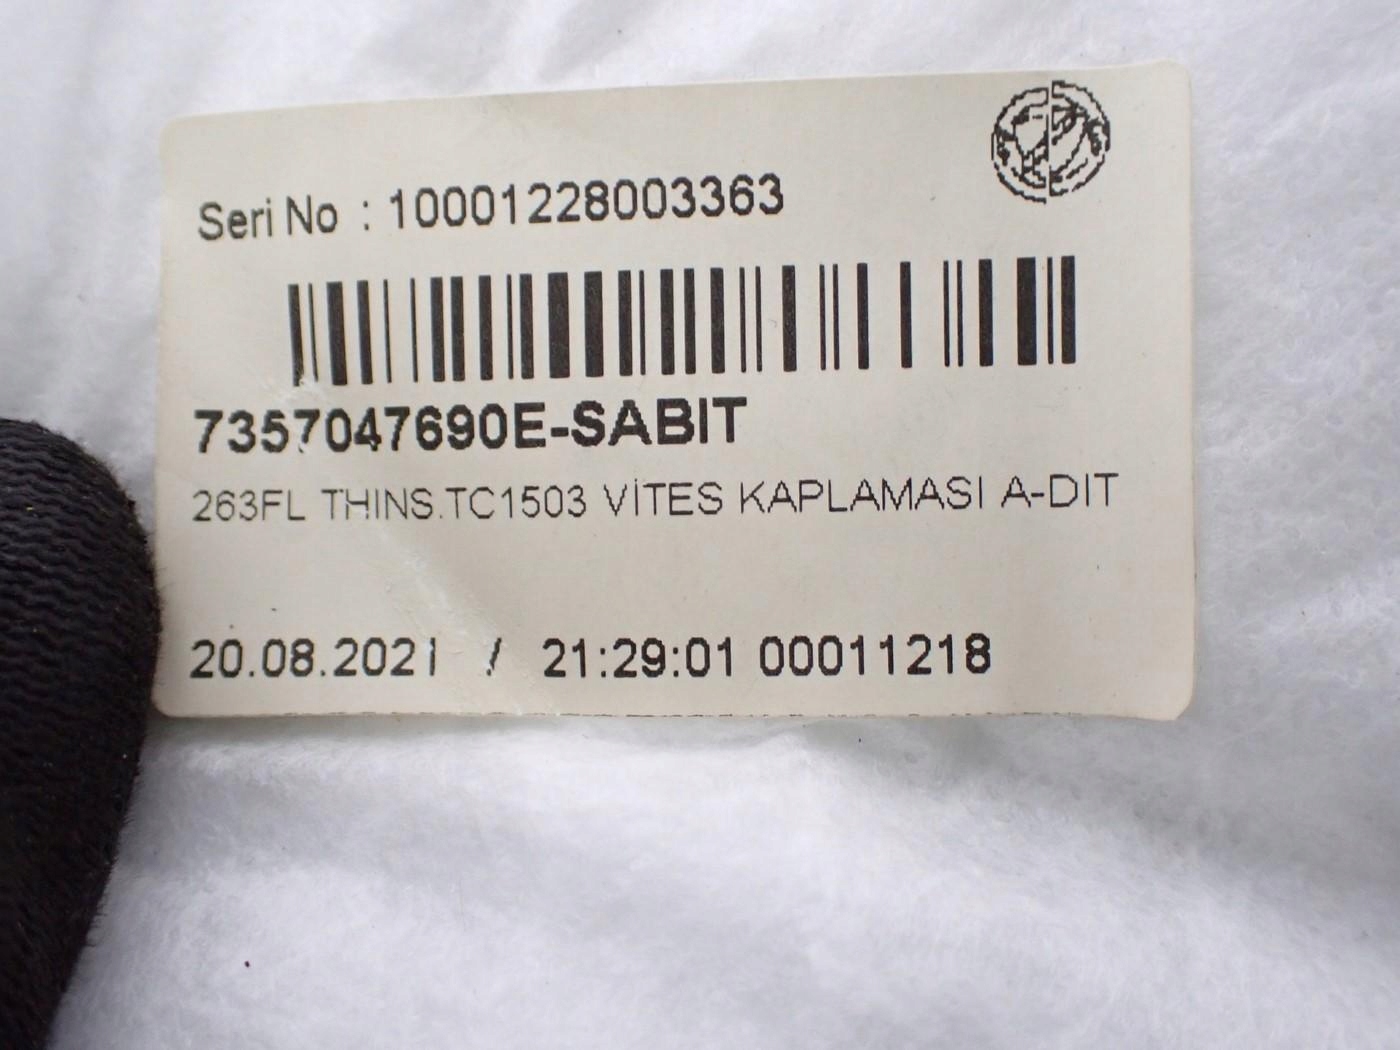 Seri No : 10001228003363
7357047690E-SABIT
263FL THINS.TC1503 VİTES KAPLAMASI A-DIT
20.08.2021 / 21:29:01 00011218